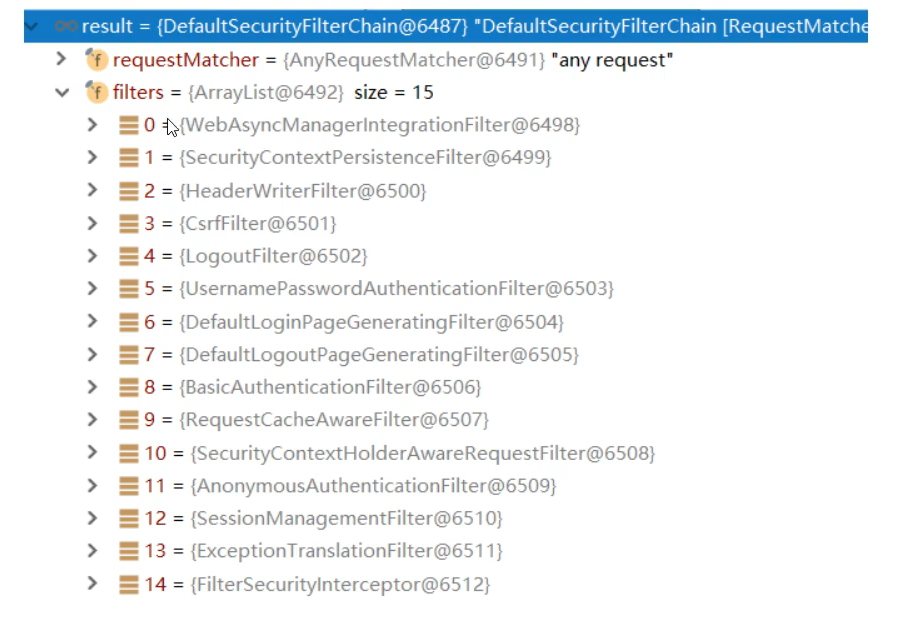 result = {DefaultSecurityFilterChain@6487} "DefaultSecurityFilterChain [RequestMatche
f requestMatcher = {AnyRequestMatcher@6491} "any request"
f filters = {ArrayList@6492} size = 15
0 = {WebAsyncManagerIntegrationFilter@6498}
1 = {SecurityContextPersistenceFilter@6499}
2 = {HeaderWriterFilter@6500}
3 = {CsrfFilter@6501}
4 = {LogoutFilter@6502}
5 = {UsernamePasswordAuthenticationFilter@6503}
6 = {DefaultLoginPageGeneratingFilter@6504}
7 = {DefaultLogoutPageGeneratingFilter@6505}
8 = {BasicAuthenticationFilter@6506}
9 = {RequestCacheAwareFilter@6507}
10 = {SecurityContextHolderAwareRequestFilter@6508}
11 = {AnonymousAuthenticationFilter@6509}
12 = {SessionManagementFilter@6510}
13 = {ExceptionTranslationFilter@6511}
14 = {FilterSecurityInterceptor@6512}